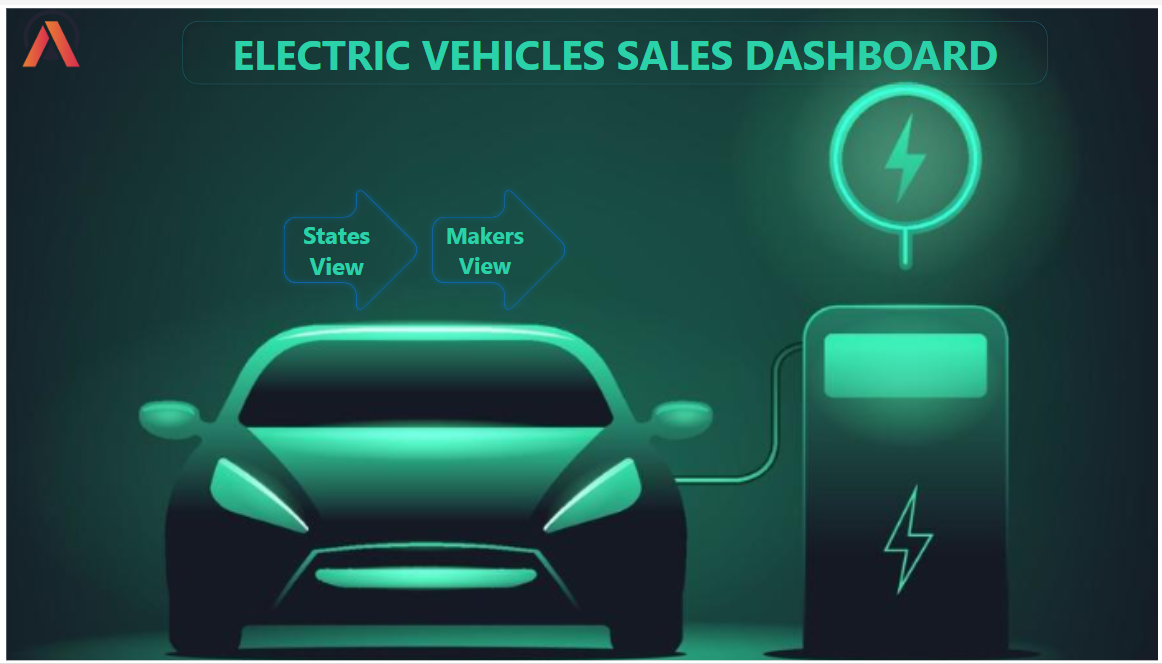 ELECTRIC VEHICLES SALES DASHBOARD
States
View
Makers
View